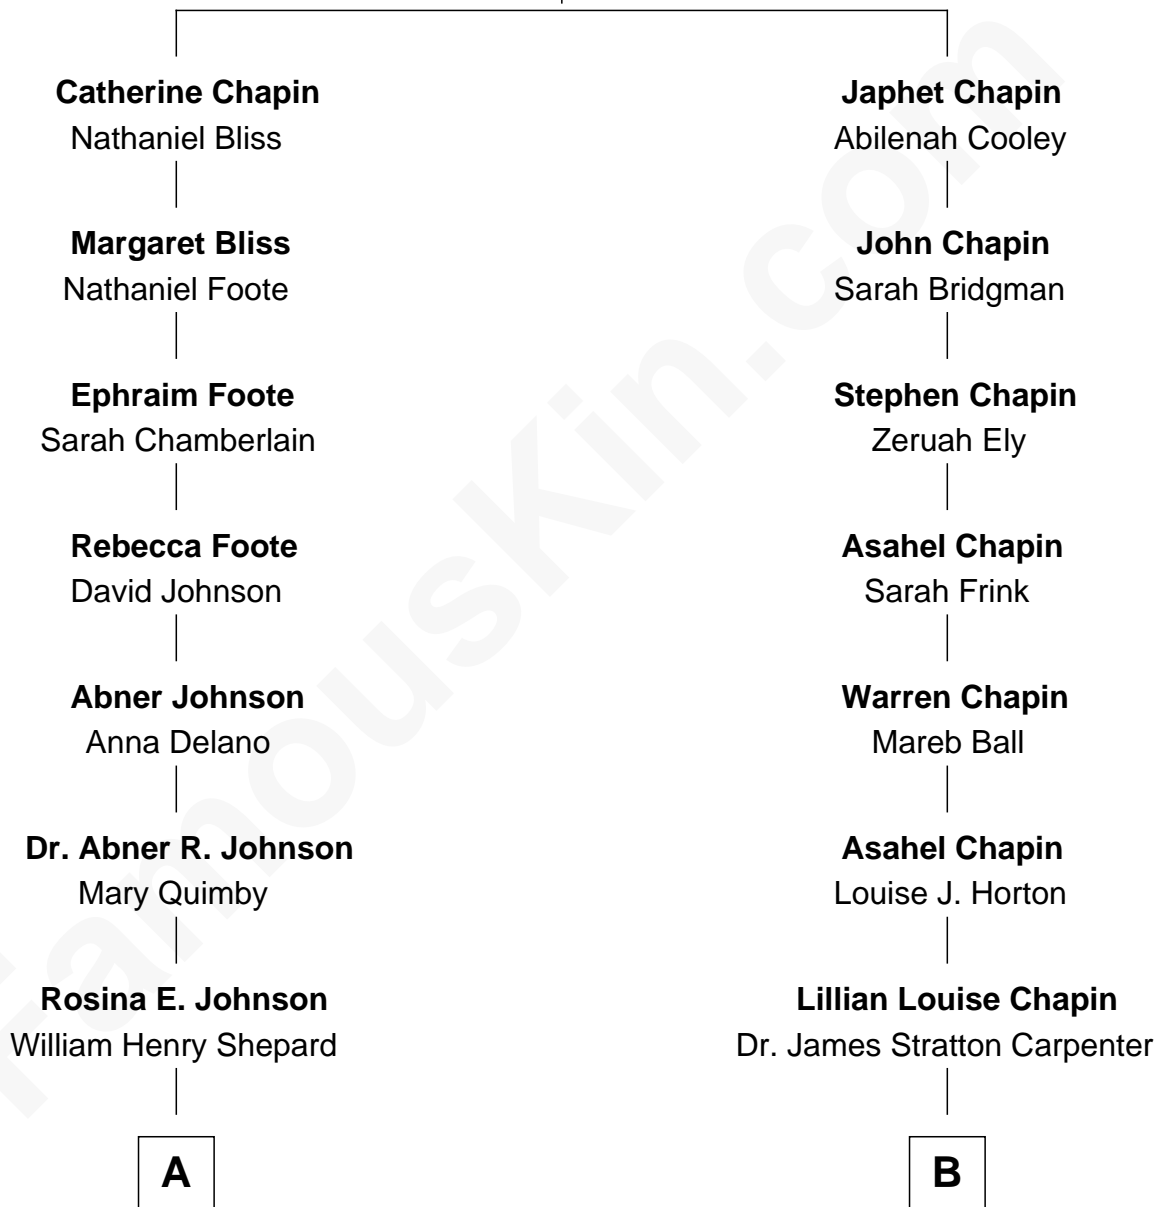 Catherine Chapin
Nathaniel Bliss
Margaret Bliss
Nathaniel Foote
Ephraim Foote
Sarah Chamberlain
Rebecca Foote
David Johnson
Abner Johnson
Anna Delano
Dr. Abner R. Johnson
Mary Quimby
Rosina E. Johnson
William Henry Shepard
A
Japhet Chapin
Abilenah Cooley
John Chapin
Sarah Bridgman
Stephen Chapin
Zeruah Ely
Asahel Chapin
Sarah Frink
Warren Chapin
Mareb Ball
Asahel Chapin
Louise J. Horton
Lillian Louise Chapin
Dr. James Stratton Carpenter
B
FamousKin.com